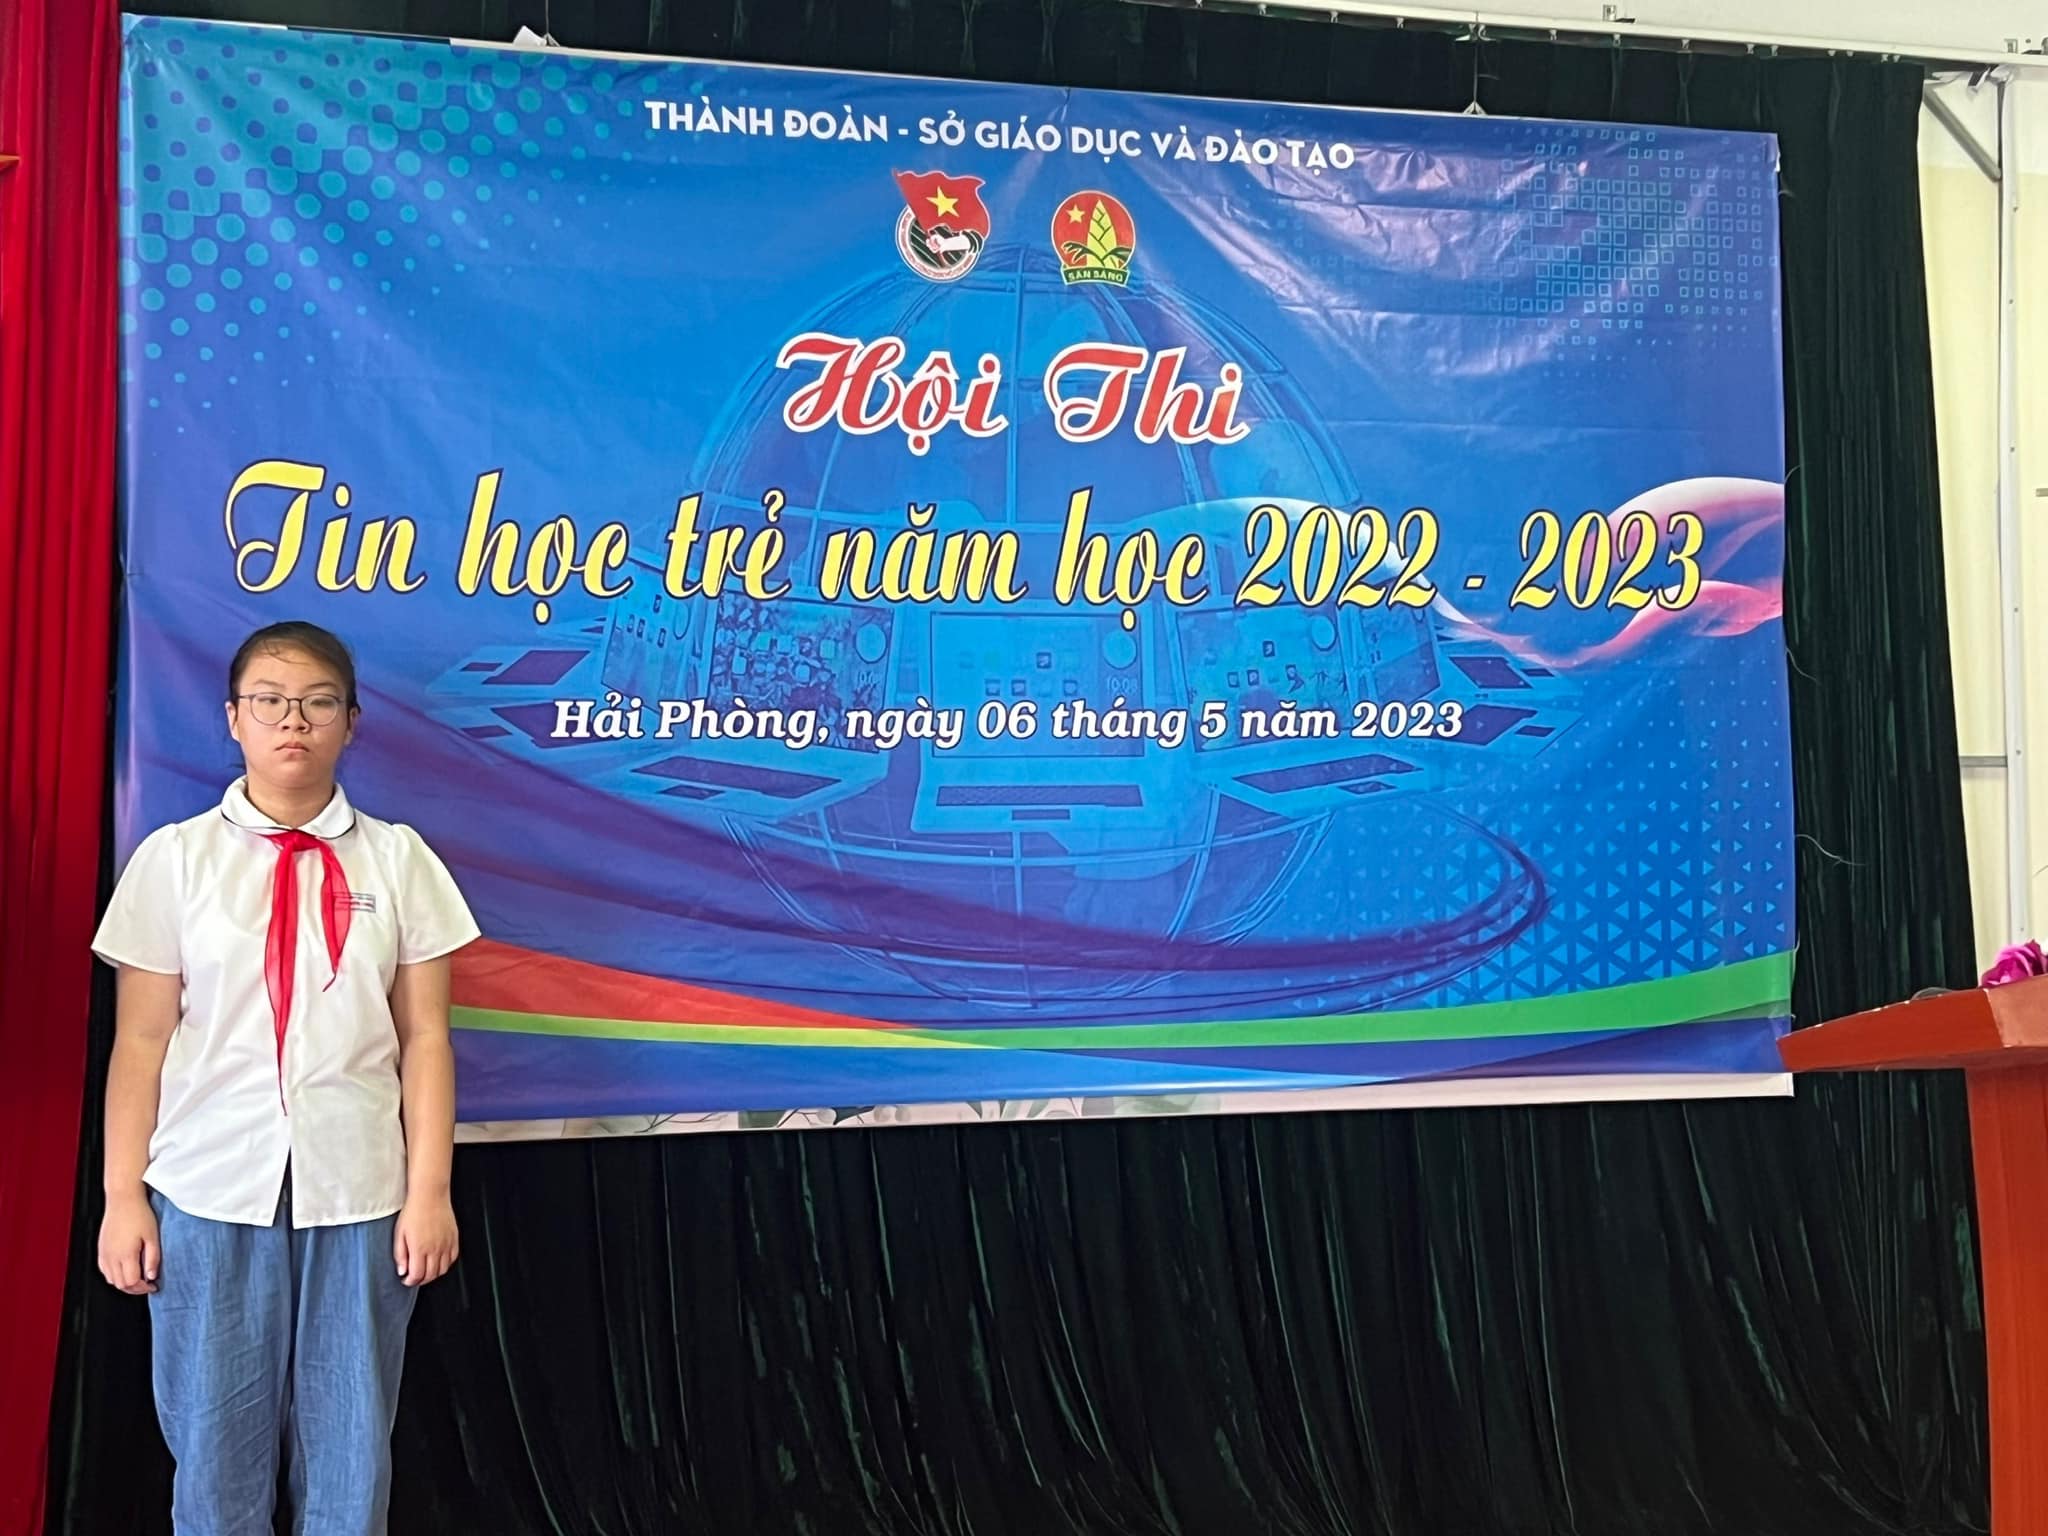 THÀNH ĐOÀN - SỞ GIÁO DỤC VÀ ĐÀO TẠO
SẴN SÀNG
Hội Thi
Tin học trẻ năm học 2022 - 2023
Hải Phòng, ngày 06 tháng 5 năm 2023